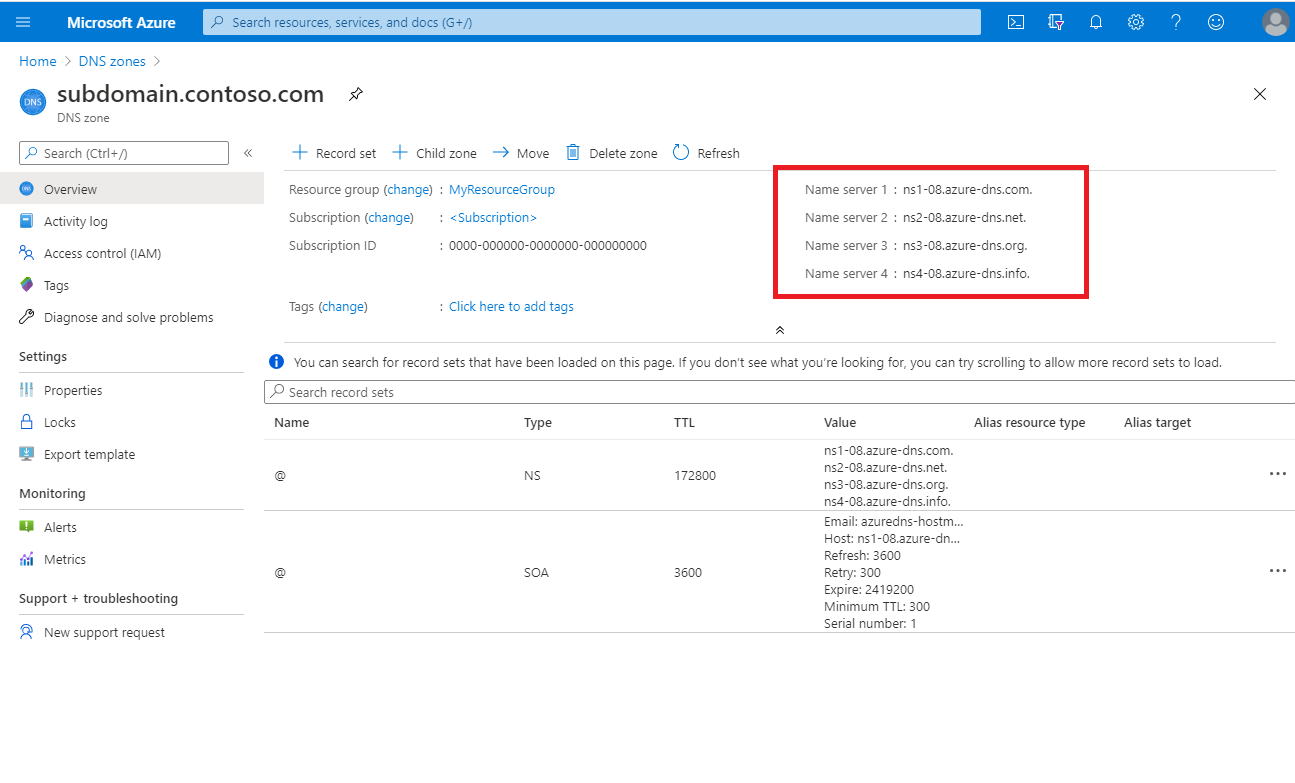 Microsoft Azure
Search resources, services, and docs (G+/)
Home > DNS zones >
DNS
subdomain.contoso.com
DNS zone
Search (Ctrl+/)
«
Overview
Activity log
Access control (IAM)
Tags
Diagnose and solve problems
Settings
Properties
Locks
Export template
Monitoring
Alerts
Metrics
Support + troubleshooting
New support request
+ Record set + Child zone → Move Delete zone Refresh
Resource group (change) : MyResourceGroup
Subscription (change) : <Subscription>
Subscription ID : 0000-000000-0000000-000000000
Tags (change) : Click here to add tags
Name server 1 : ns1-08.azure-dns.com.
Name server 2 : ns2-08.azure-dns.net.
Name server 3 : ns3-08.azure-dns.org.
Name server 4 : ns4-08.azure-dns.info.
You can search for record sets that have been loaded on this page. If you don't see what you're looking for, you can try scrolling to allow more record sets to load.
Search record sets
Name Type TTL Value Alias resource type Alias target
@ NS 172800
ns1-08.azure-dns.com.
ns2-08.azure-dns.net.
ns3-08.azure-dns.org.
ns4-08.azure-dns.info.
@ SOA 3600
Email: azuredns-hostm...
Host: ns1-08.azure-dn...
Refresh: 3600
Retry: 300
Expire: 2419200
Minimum TTL: 300
Serial number: 1